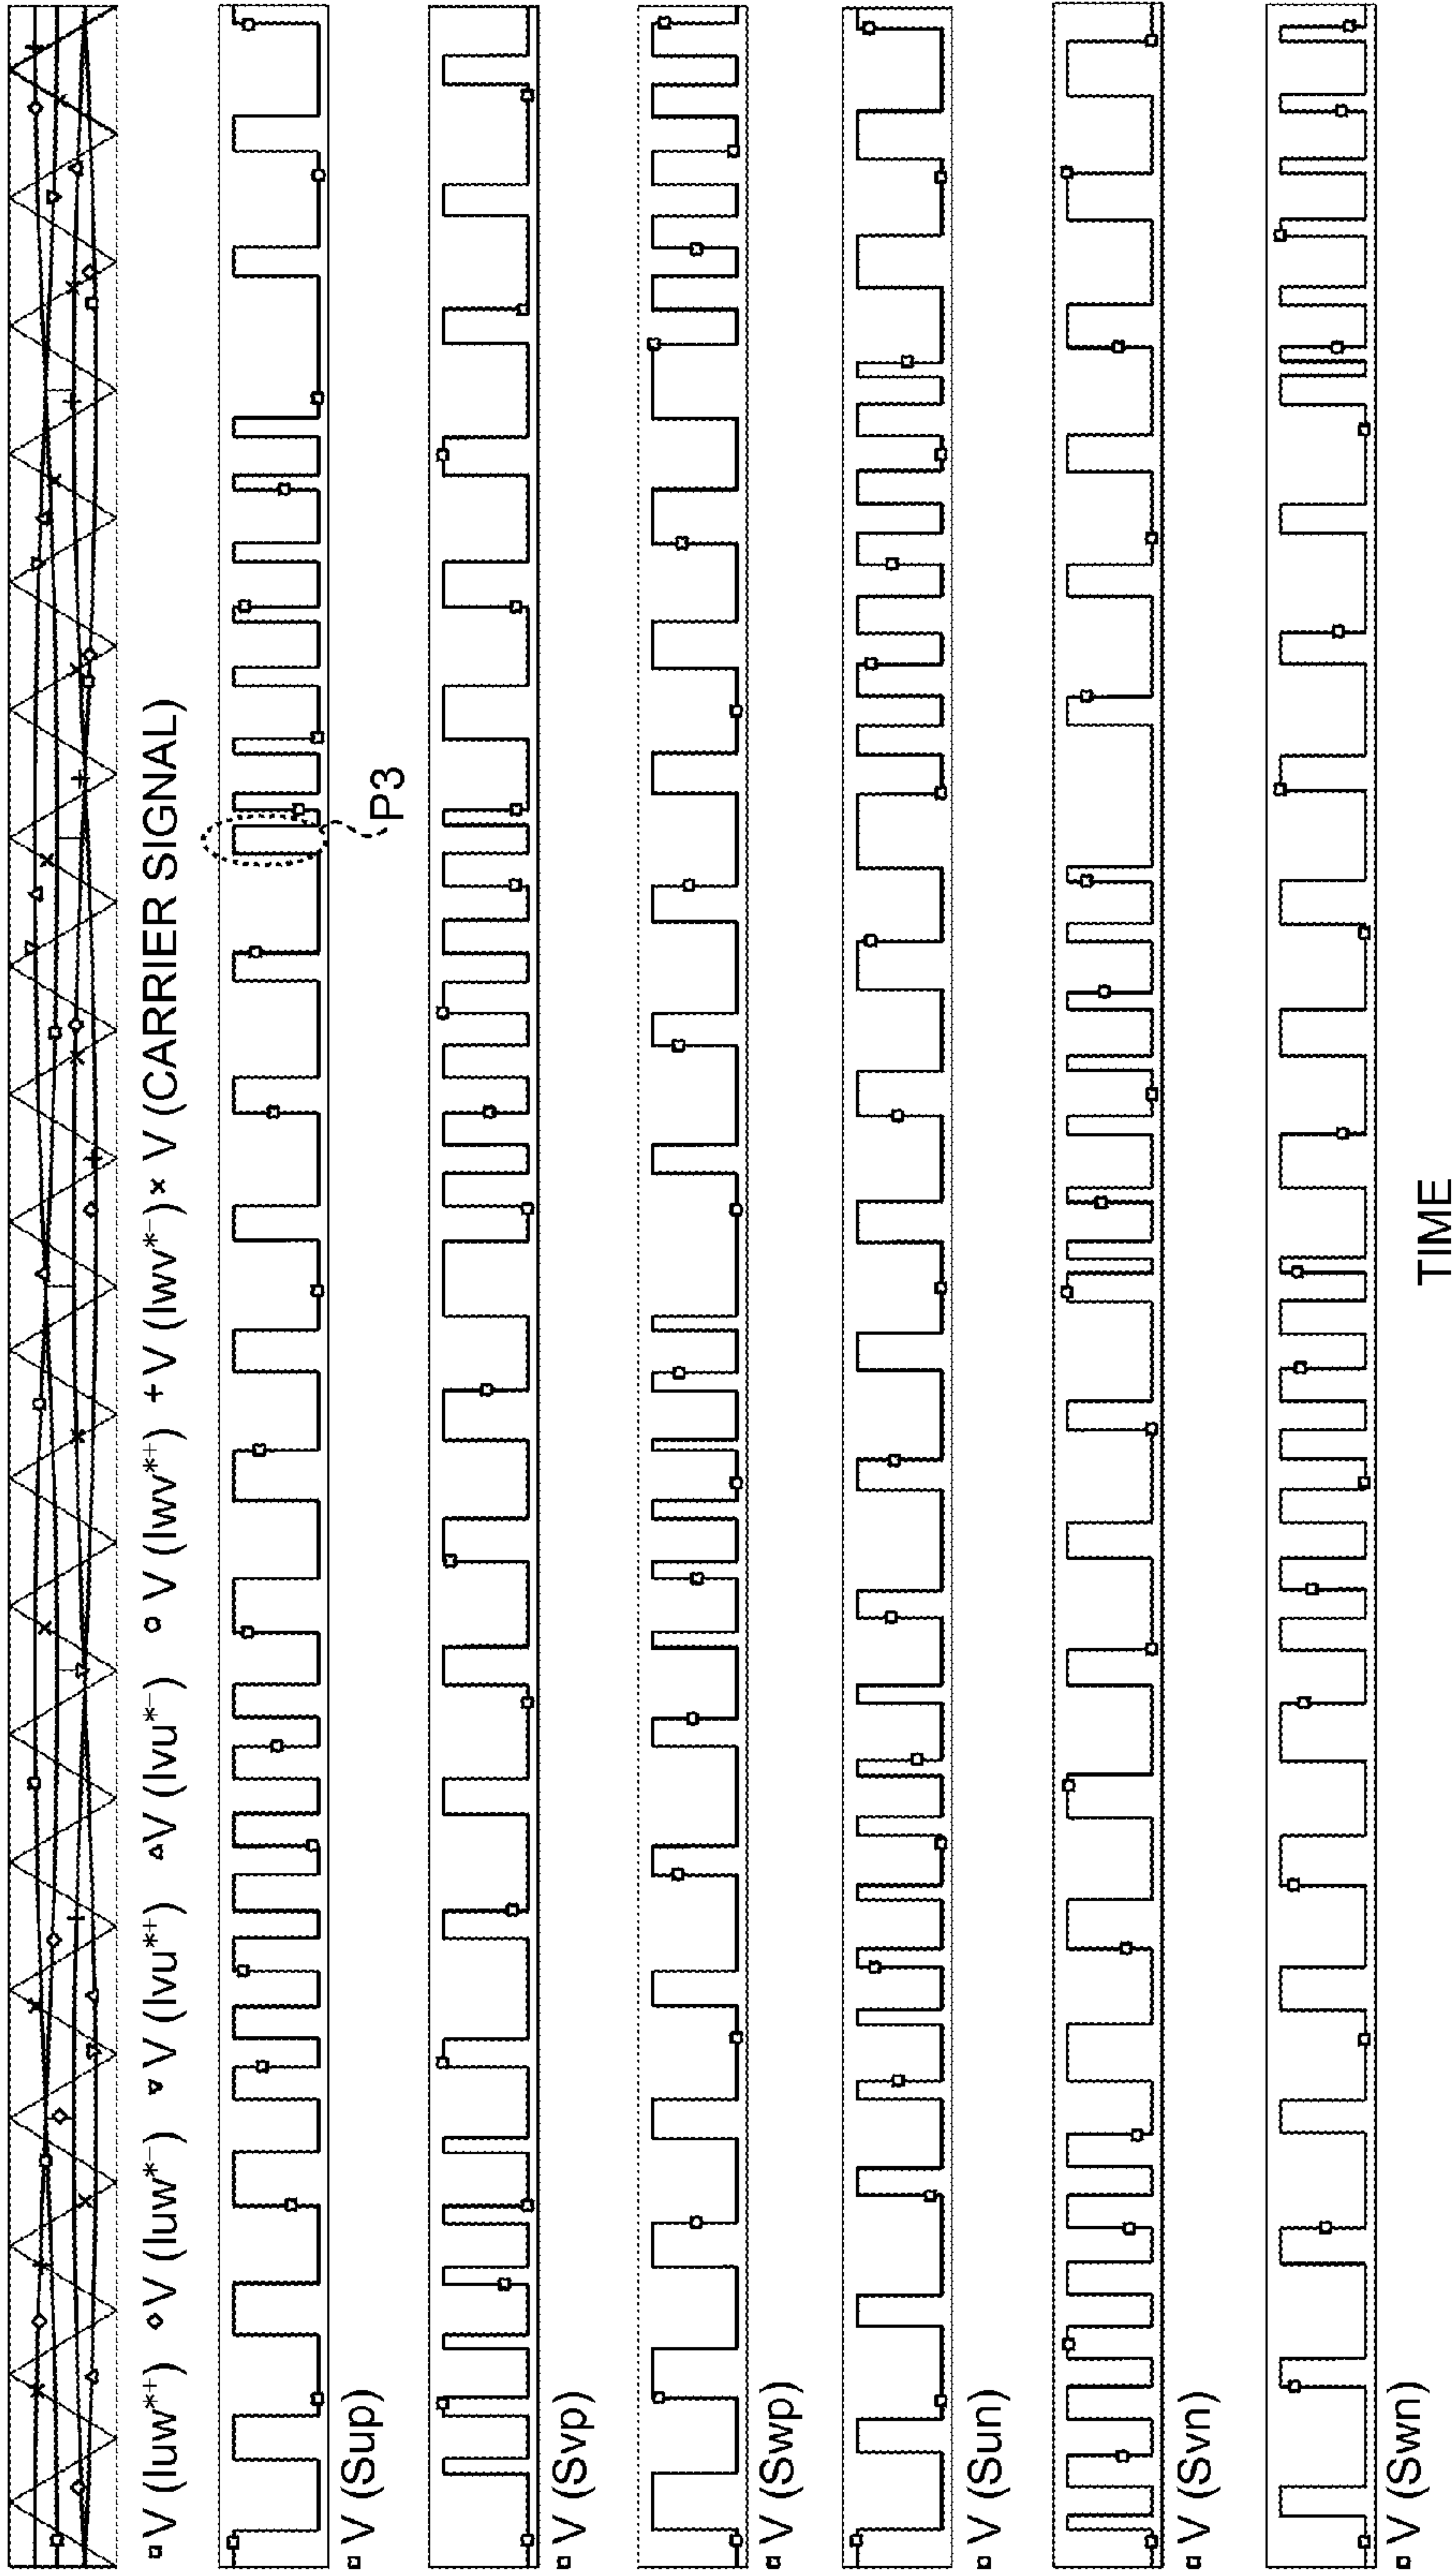 ▫ V (Iuw*+) ◇ V (Iuw*−) ▿ V (Ivu*+) ▵ V (Ivu*−) ○ V (Iwv*+) + V (Iwv*−) × V (CARRIER SIGNAL)
P3
▫ V (Sup)
▫ V (Svp)
▫ V (Swp)
▫ V (Sun)
▫ V (Svn)
▫ V (Swn)
TIME